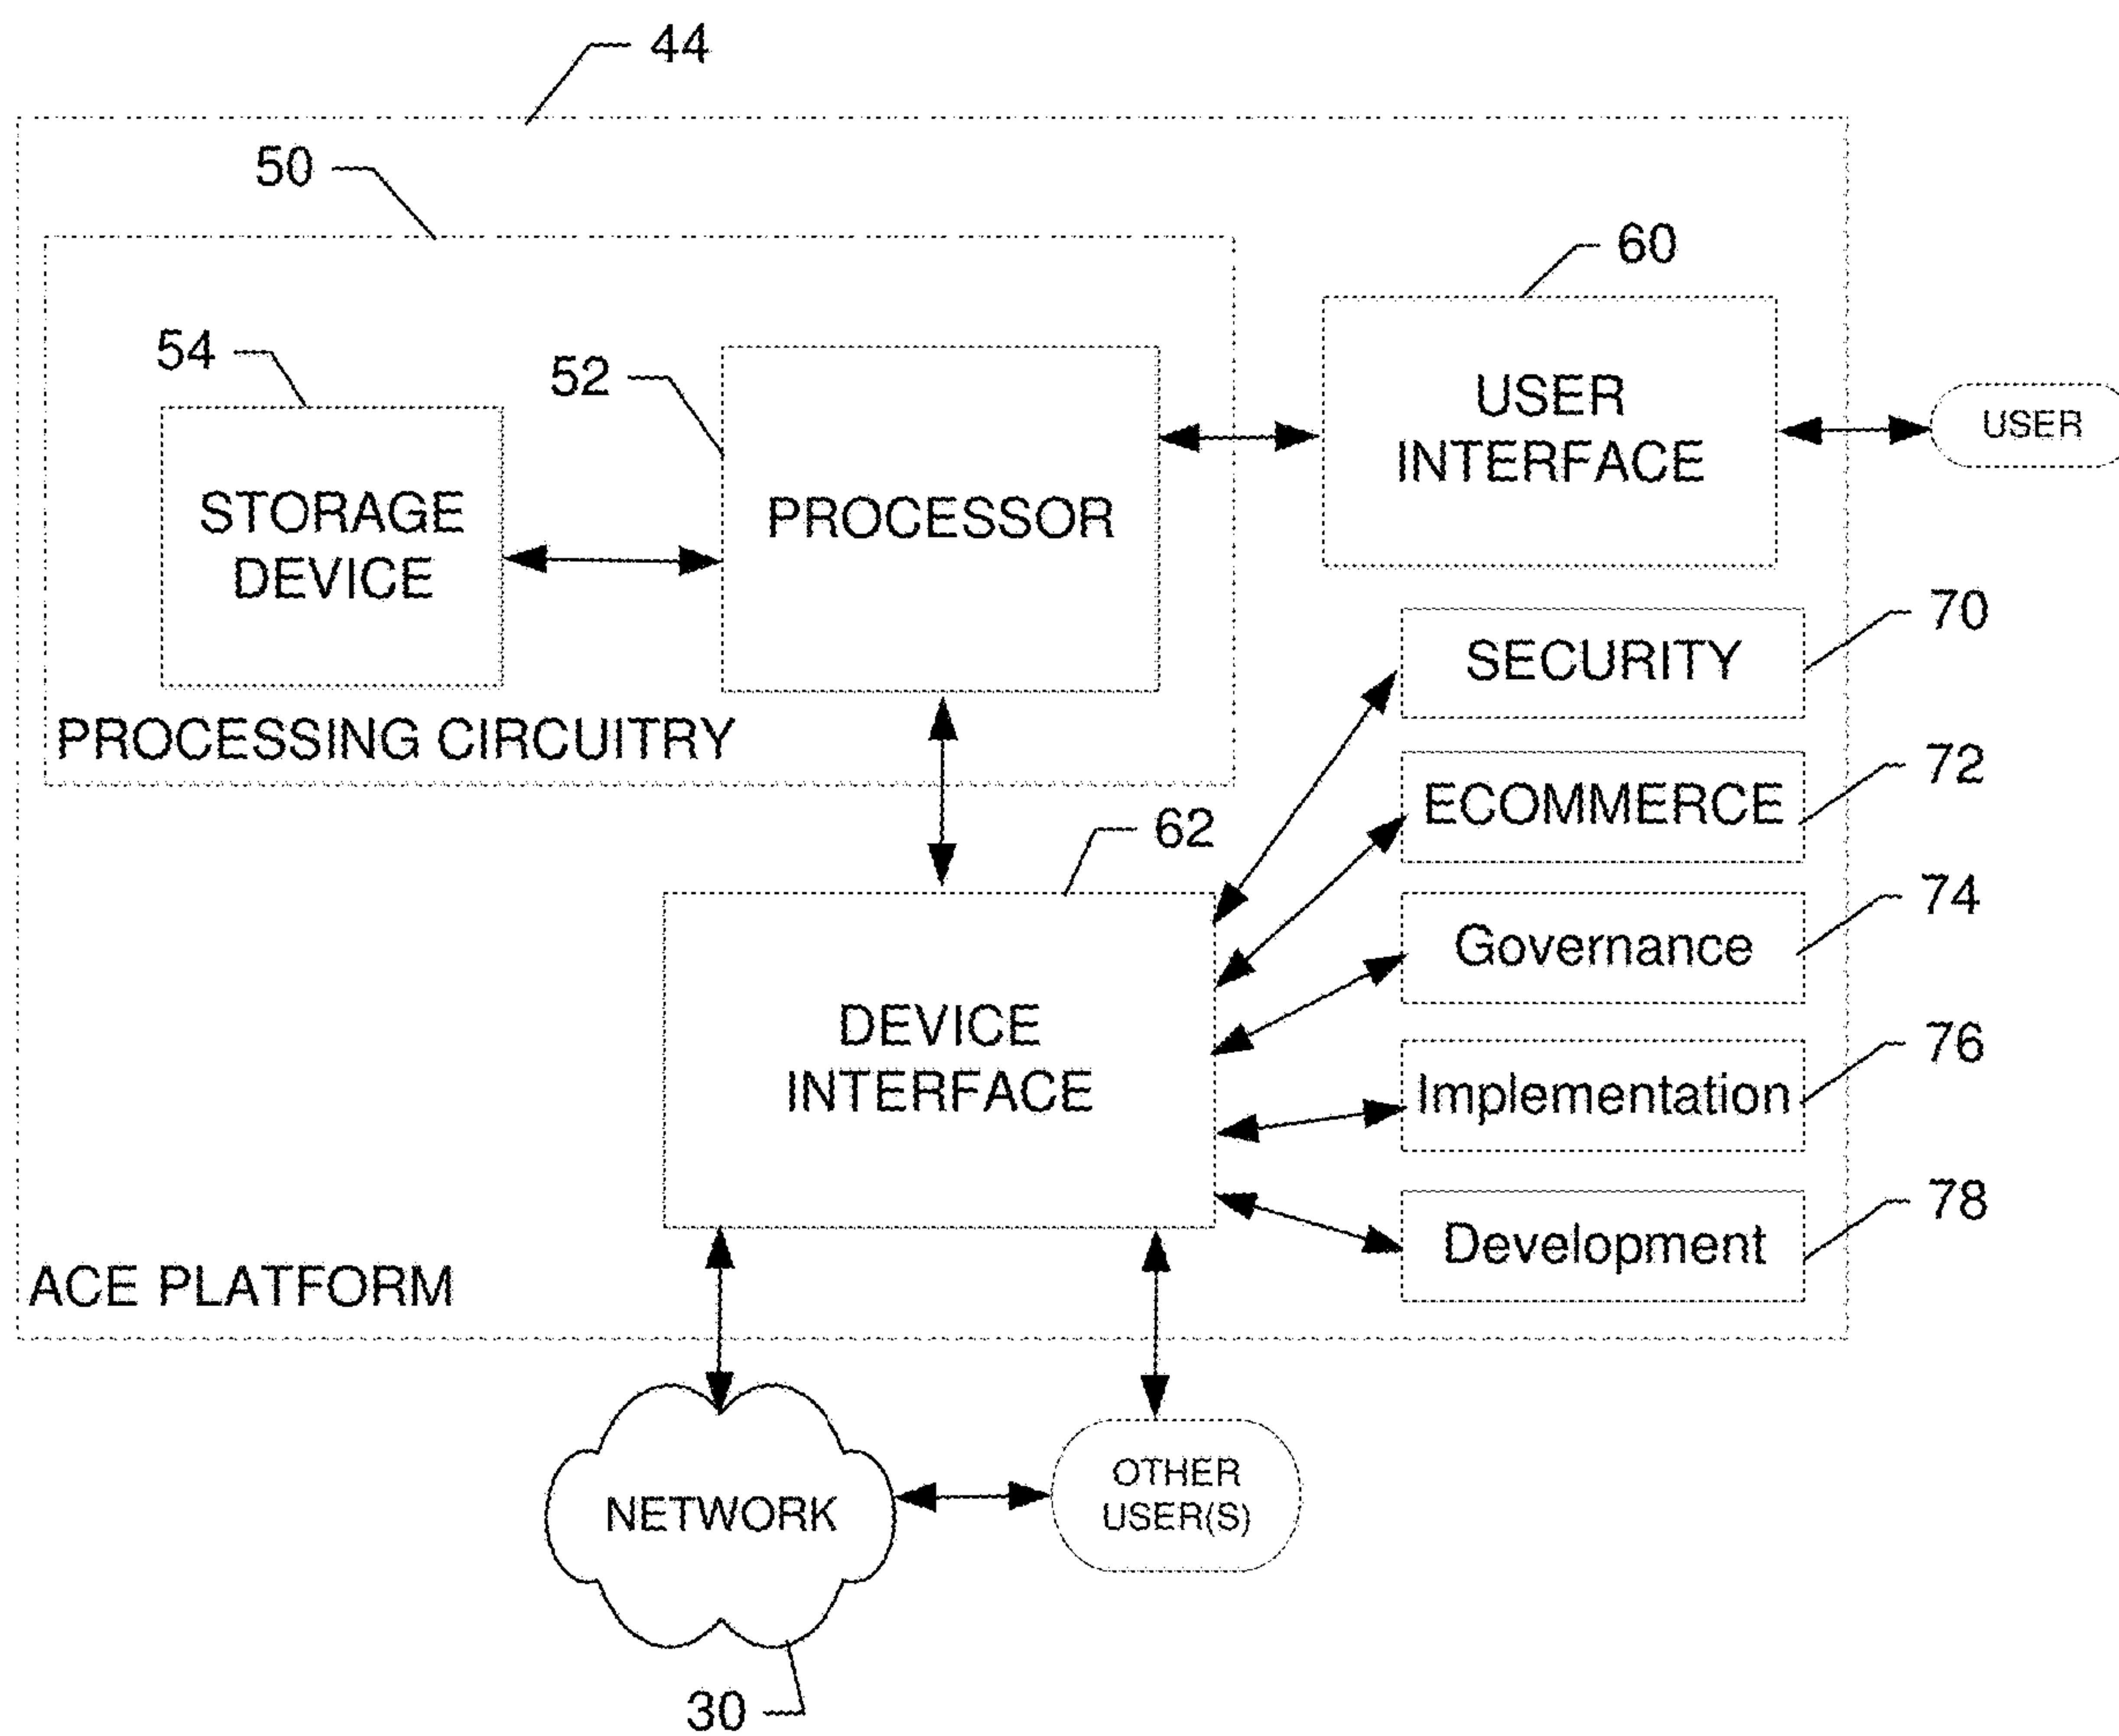 44
50
60
54
52
USER
INTERFACE
USER
STORAGE
DEVICE
PROCESSOR
70
SECURITY
PROCESSING CIRCUITRY
72
ECOMMERCE
62
74
Governance
DEVICE
INTERFACE
76
Implementation
78
Development
ACE PLATFORM
NETWORK
OTHER
USER(S)
30